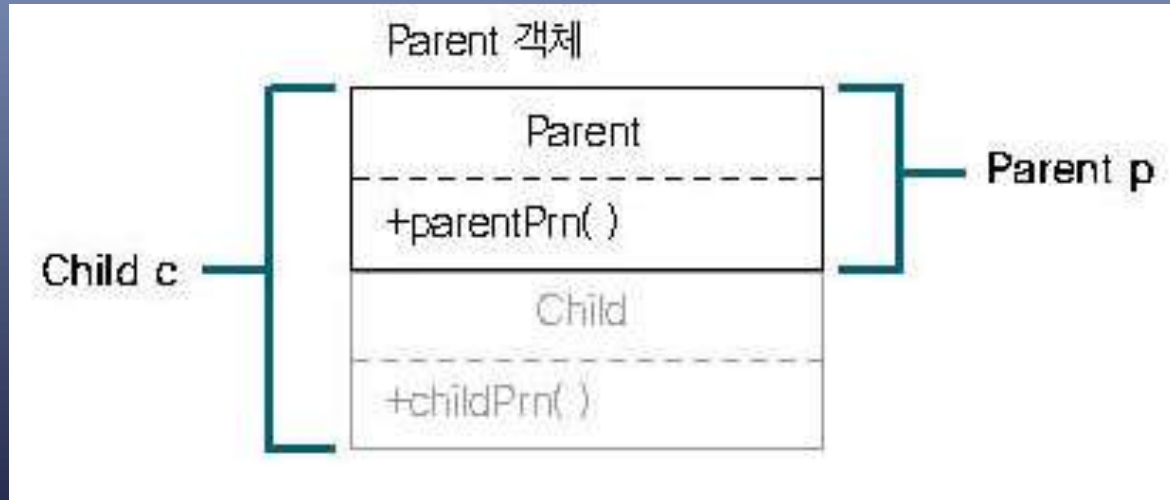 Parent 객체
Parent
+parentPrn( )
Parent p
Child c
Child
+childPrn( )